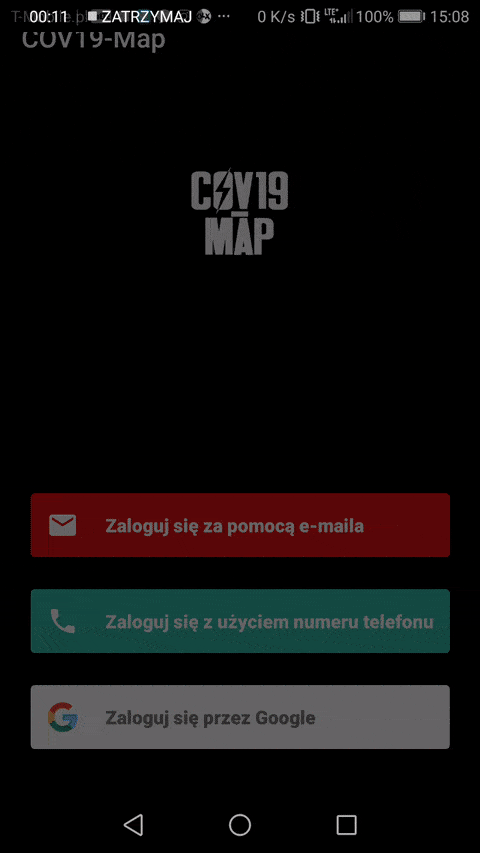 00:11 ZATRZYMAJ ... 0 K/s LTE+ 100% 15:08
COV19-Map
COV19
MAP
Zaloguj się za pomocą e-maila
Zaloguj się z użyciem numeru telefonu
Zaloguj się przez Google